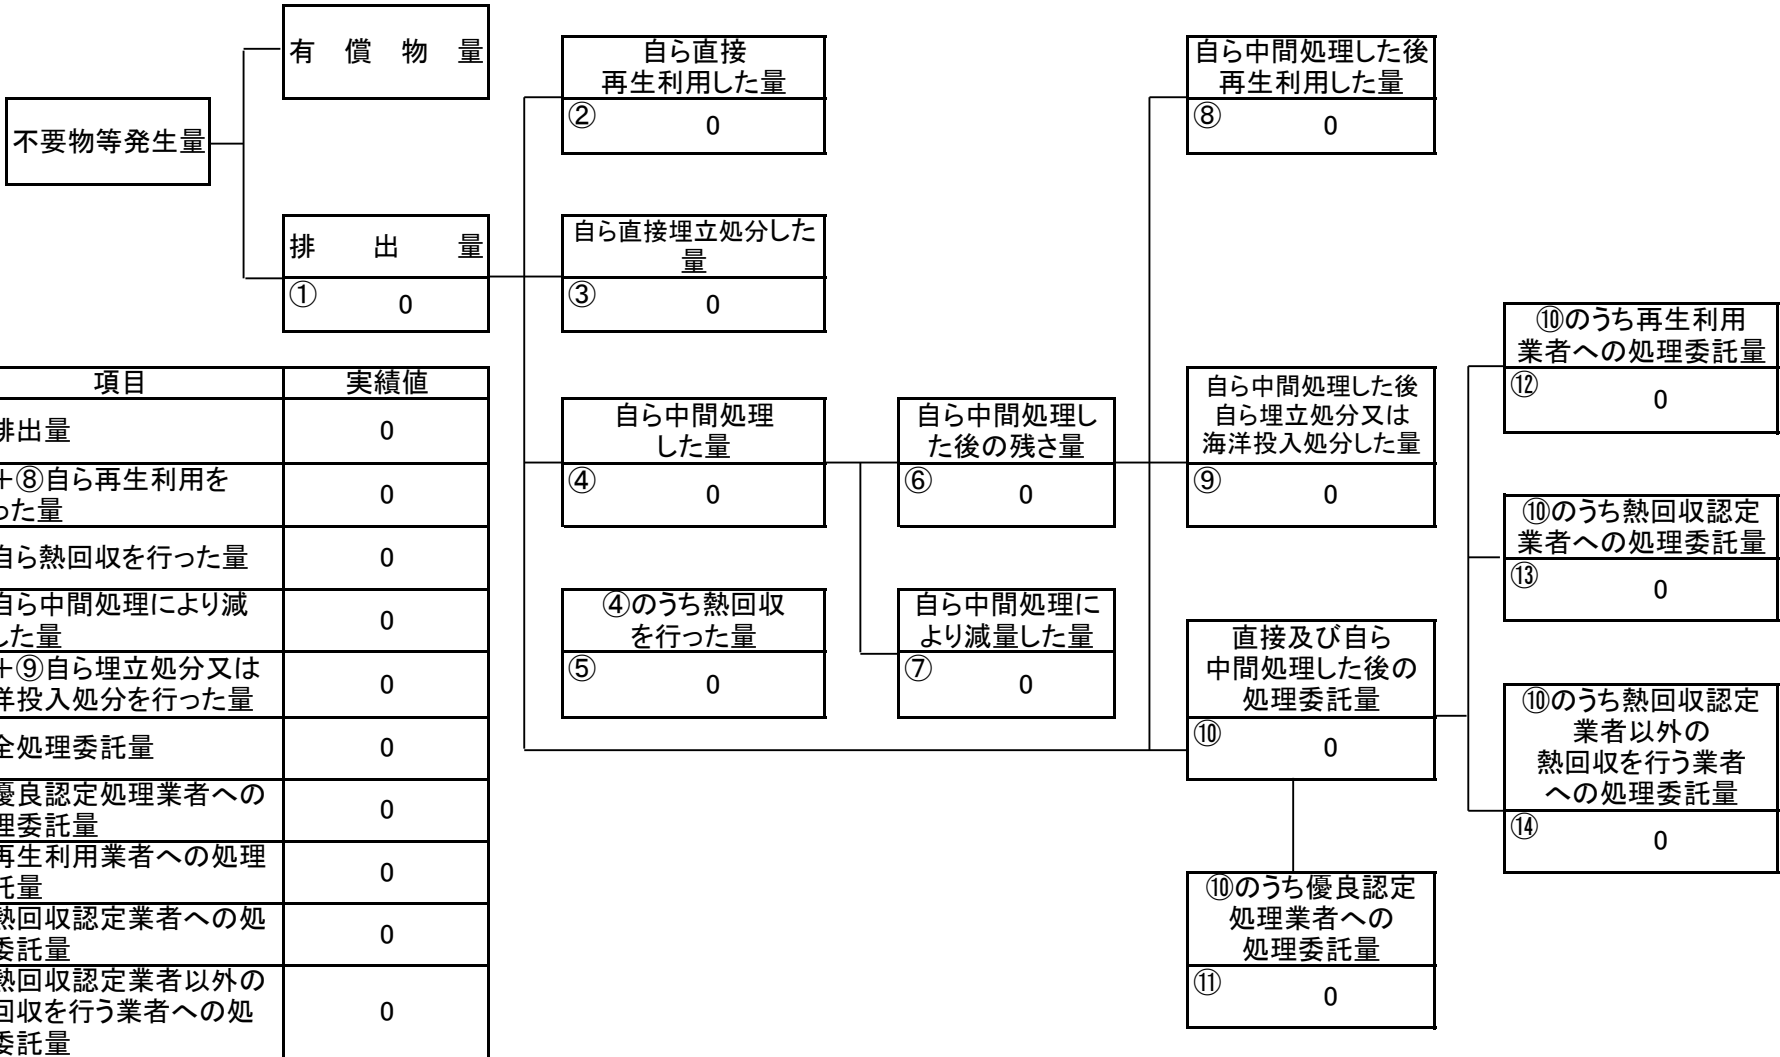 有償物量
不要物等発生量
排出量
① 0
自ら直接
再生利用した量
② 0
自ら直接埋立処分した
量
③ 0
自ら中間処理
した量
④ 0
④のうち熱回収
を行った量
⑤ 0
自ら中間処理し
た後の残さ量
⑥ 0
自ら中間処理に
より減量した量
⑦ 0
自ら中間処理した後
再生利用した量
⑧ 0
自ら中間処理した後
自ら埋立処分又は
海洋投入処分した量
⑨ 0
直接及び自ら
中間処理した後の
処理委託量
⑩ 0
⑩のうち優良認定
処理業者への
処理委託量
⑪ 0
⑩のうち再生利用
業者への処理委託量
⑫ 0
⑩のうち熱回収認定
業者への処理委託量
⑬ 0
⑩のうち熱回収認定
業者以外の
熱回収を行う業者
への処理委託量
⑭ 0
項目 実績値
排出量 0
+⑧自ら再生利用を
った量 0
自ら熱回収を行った量 0
自ら中間処理により減
した量 0
+⑨自ら埋立処分又は
洋投入処分を行った量 0
全処理委託量 0
優良認定処理業者への
理委託量 0
再生利用業者への処理
託量 0
熱回収認定業者への処
委託量 0
熱回収認定業者以外の
回収を行う業者への処
委託量 0